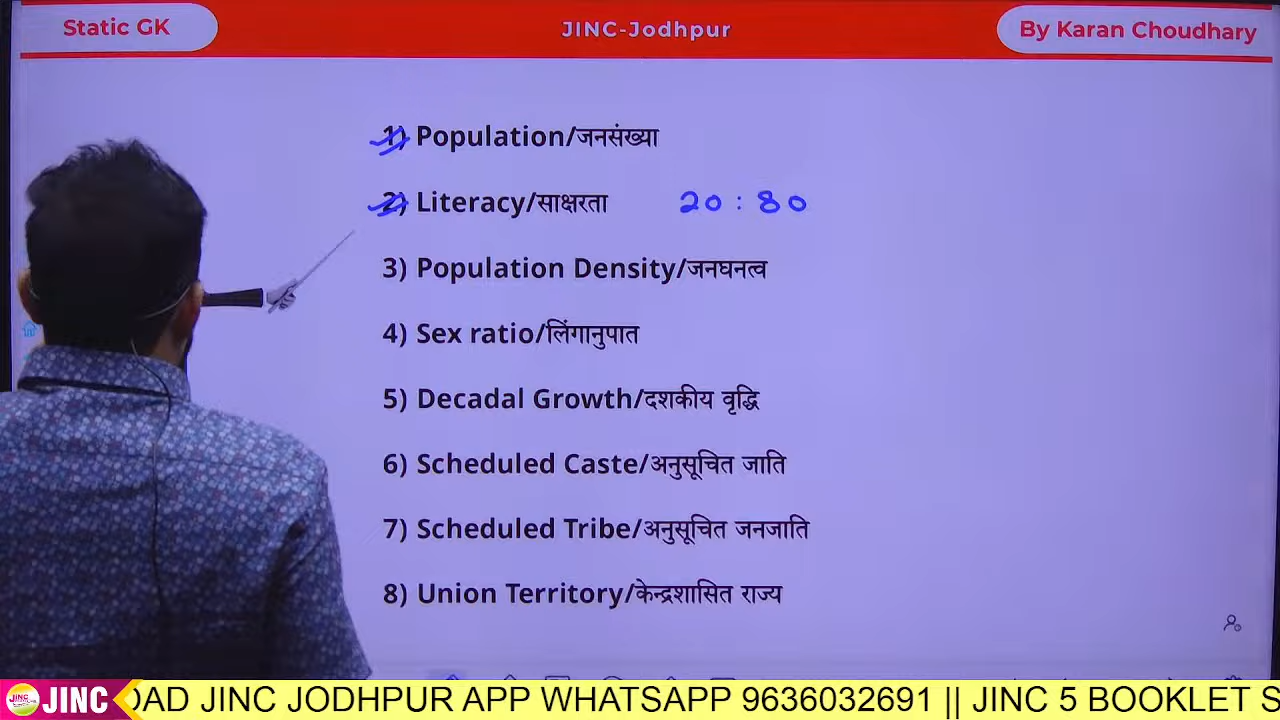 Static GK
JINC-Jodhpur
By Karan Choudhary
1) Population/जनसंख्या
2) Literacy/साक्षरता 20 : 80
3) Population Density/जनघनत्व
4) Sex ratio/लिंगानुपात
5) Decadal Growth/दशकीय वृद्धि
6) Scheduled Caste/अनुसूचित जाति
7) Scheduled Tribe/अनुसूचित जनजाति
8) Union Territory/केन्द्रशासित राज्य
JINC JINC OAD JINC JODHPUR APP WHATSAPP 9636032691 || JINC 5 BOOKLET S